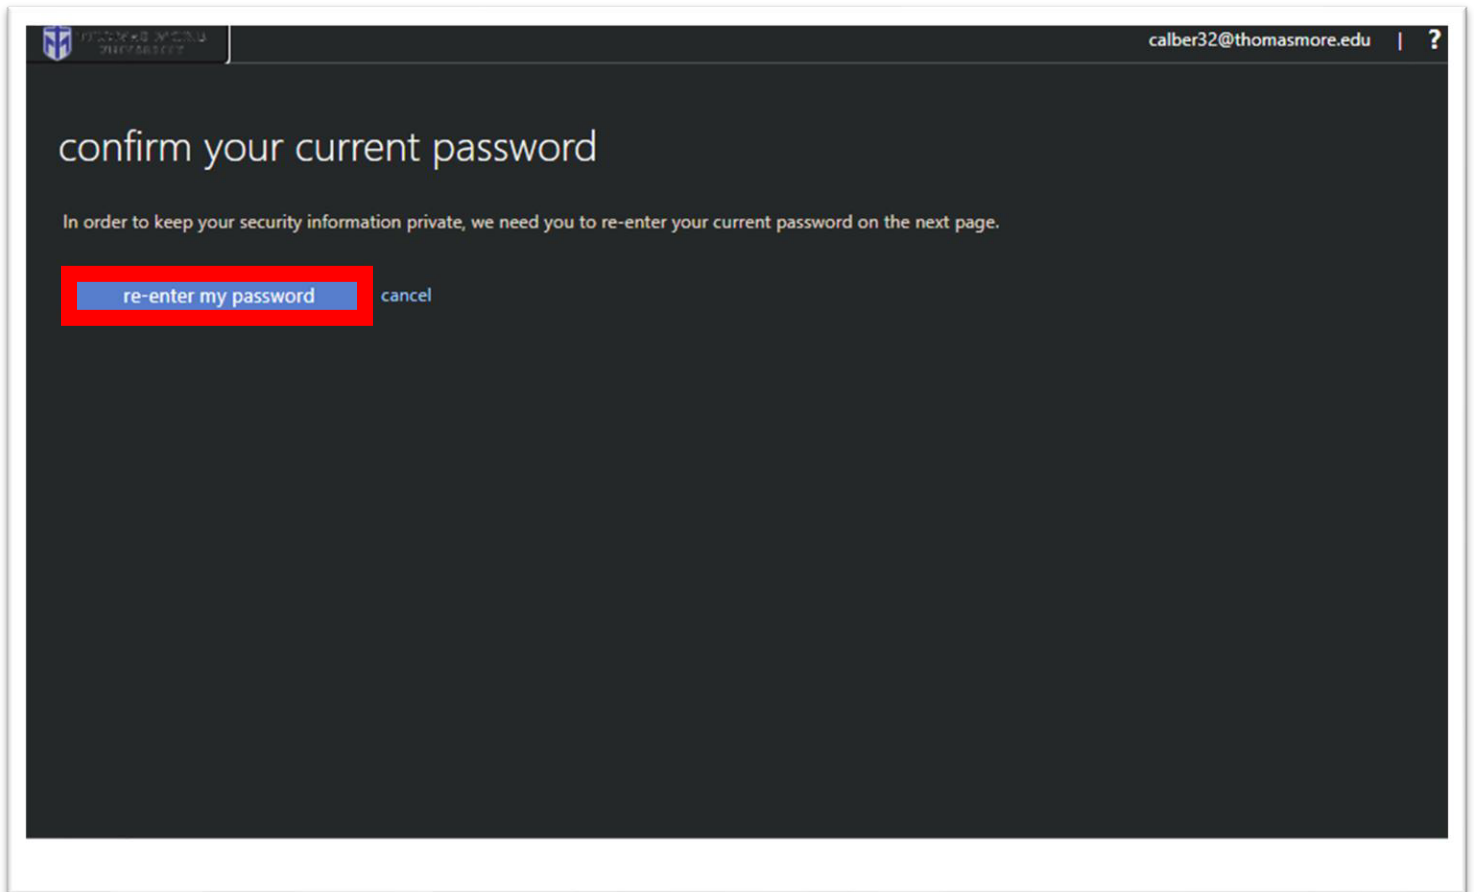 calber32@thomasmore.edu | ?
confirm your current password
In order to keep your security information private, we need you to re-enter your current password on the next page.
re-enter my password cancel